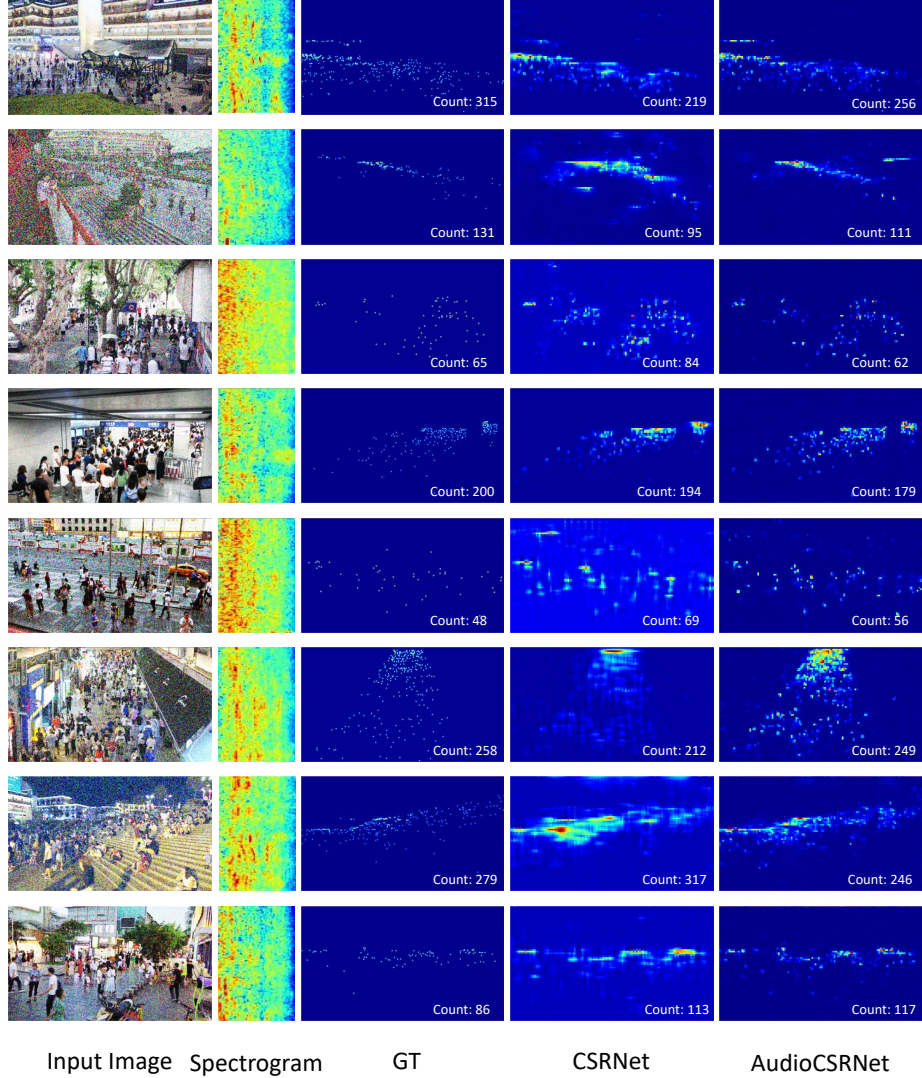 Count: 315 Count: 219 Count: 256
Count: 131 Count: 95 Count: 111
Count: 65 Count: 84 Count: 62
Count: 200 Count: 194 Count: 179
Count: 48 Count: 69 Count: 56
Count: 258 Count: 212 Count: 249
Count: 279 Count: 317 Count: 246
Count: 86 Count: 113 Count: 117
Input Image Spectrogram GT CSRNet AudioCSRNet